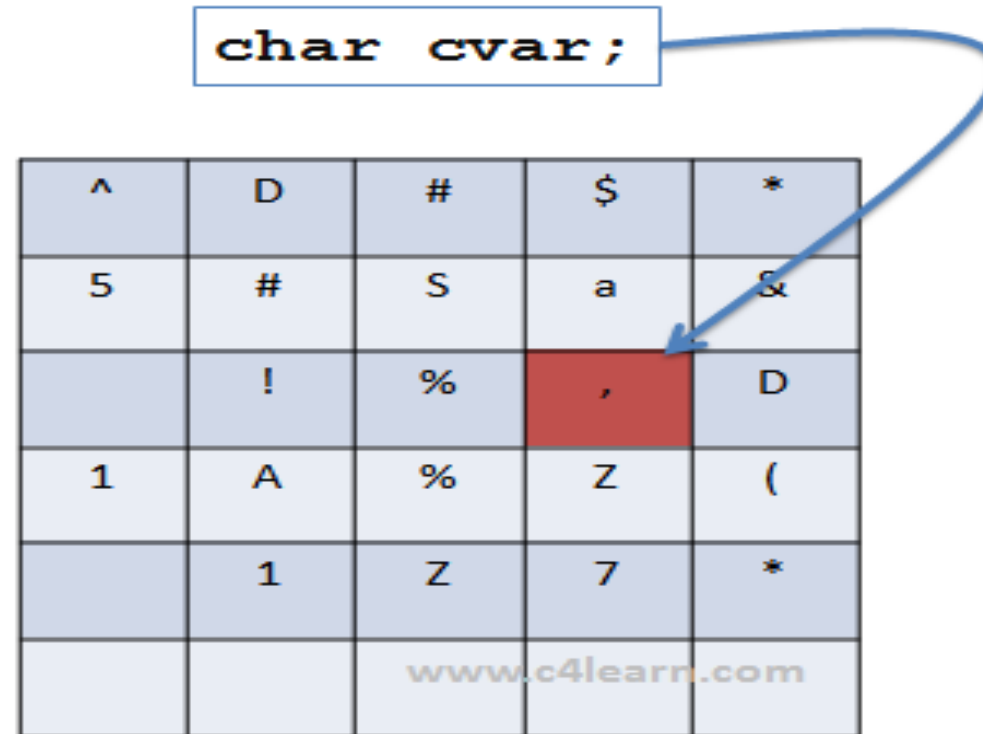 char cvar;
^ D # $ *
5 # S a &
! % , D
1 A % Z (
1 Z 7 *
www.c4learn.com